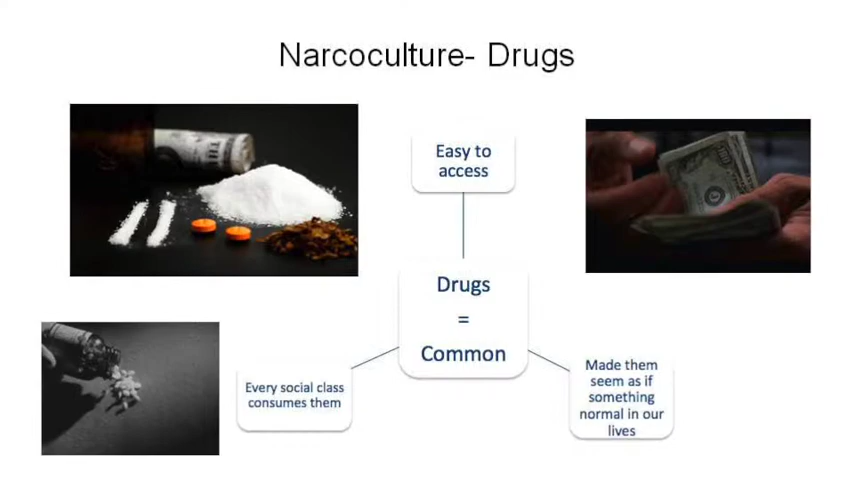 Narcoculture- Drugs
Easy to
access
Drugs
=
Common
Every social class
consumes them
Made them
seem as if
something
normal in our
lives